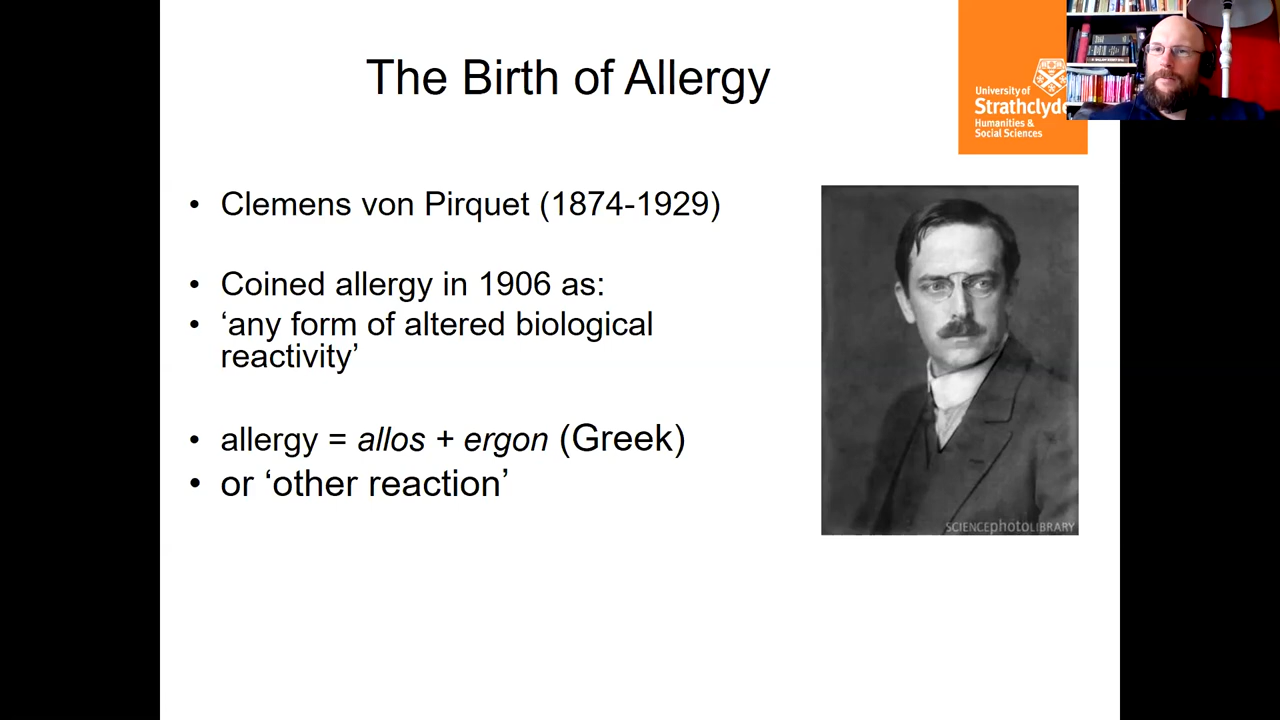 The Birth of Allergy
University of
Strathclyde
Humanities &
Social Sciences
• Clemens von Pirquet (1874-1929)
• Coined allergy in 1906 as:
• ‘any form of altered biological
reactivity’
• allergy = allos + ergon (Greek)
• or ‘other reaction’
SCIENCEphotoLIBRARY